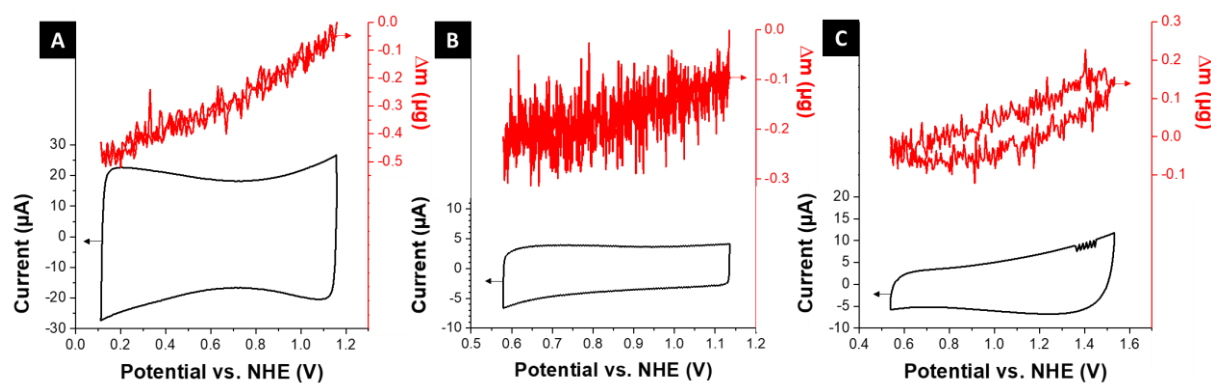 A
0.0
-0.1
-0.2
-0.3
-0.4
-0.5
Δm (µg)
30
20
10
0
-10
-20
-30
Current (µA)
0.0 0.2 0.4 0.6 0.8 1.0 1.2
Potential vs. NHE (V)
B
0.0
-0.1
-0.2
-0.3
Δm (µg)
10
5
0
-5
-10
Current (µA)
0.5 0.6 0.7 0.8 0.9 1.0 1.1 1.2
Potential vs. NHE (V)
C
0.3
0.2
0.1
0.0
-0.1
Δm (µg)
20
15
10
5
0
-5
-10
Current (µA)
0.4 0.6 0.8 1.0 1.2 1.4 1.6
Potential vs. NHE (V)